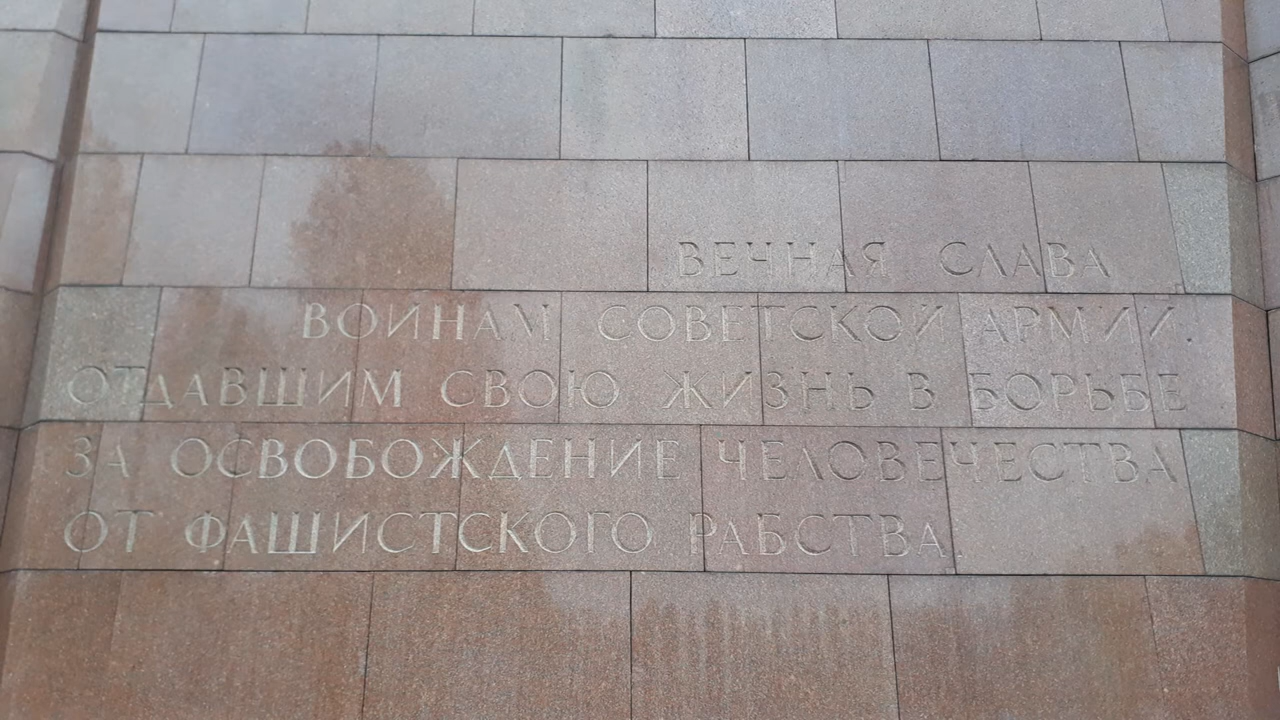 ВЕЧНАЯ СЛАВА
ВОИНАМ СОВЕТСКОЙ АРМИИ.
ОТДАВШИМ СВОЮ ЖИЗНЬ В БОРЬБЕ
ЗА ОСВОБОЖДЕНИЕ ЧЕЛОВЕЧЕСТВА
ОТ ФАШИСТСКОГО РАБСТВА.